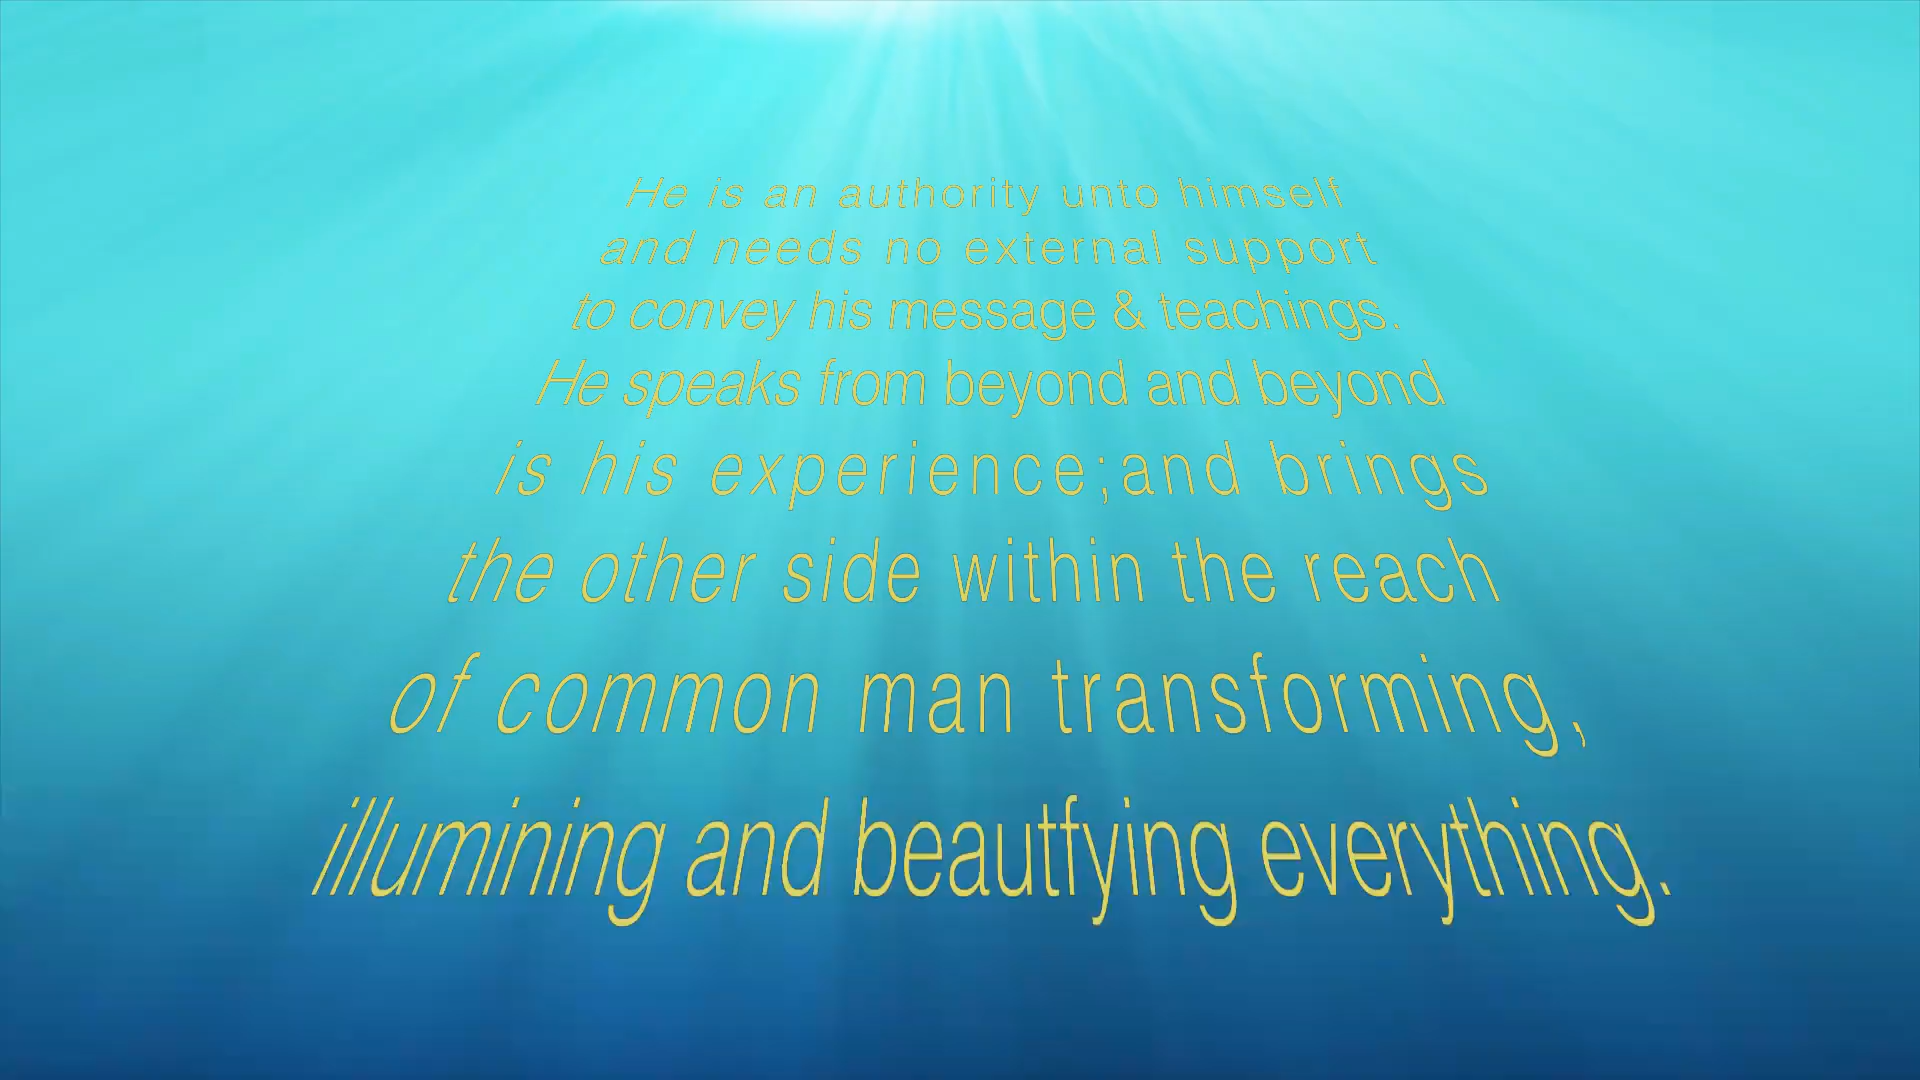 He is an authority unto himself
and needs no external support
to convey his message & teachings.
He speaks from beyond and beyond
is his experience;and brings
the other side within the reach
of common man transforming,
illumining and beautfying everything.